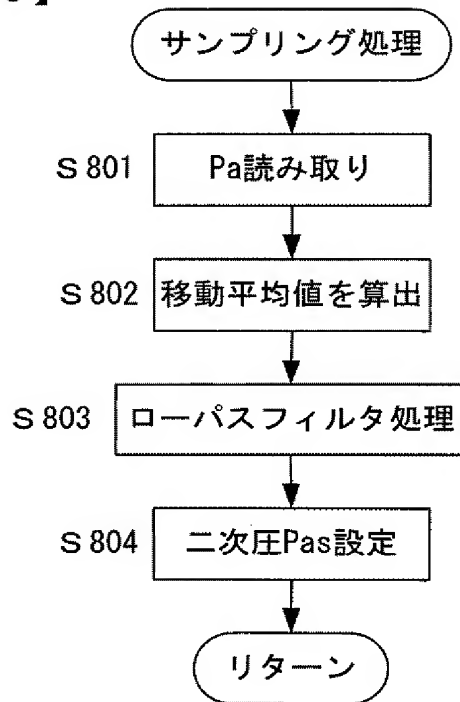 サンプリング処理
S801 Pa読み取り
S802 移動平均値を算出
S803 ローパスフィルタ処理
S804 二次圧Pas設定
リターン